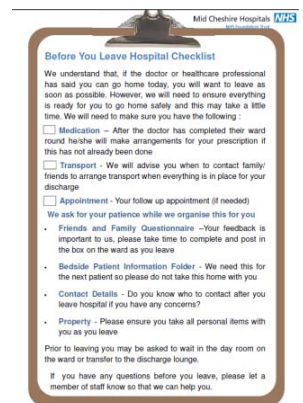 Mid Cheshire Hospitals NHS
NHS Foundation Trust
Before You Leave Hospital Checklist
We understand that, if the doctor or healthcare professional
has said you can go home today, you will want to leave as
soon as possible. However, we will need to ensure everything
is ready for you to go home safely and this may take a little
time. We will need to make sure you have the following :
Medication – After the doctor has completed their ward
round he/she will make arrangements for your prescription if
this has not already been done
Transport - We will advise you when to contact family/
friends to arrange transport when everything is in place for your
discharge
Appointment - Your follow up appointment (if needed)
We ask for your patience while we organise this for you
• Friends and Family Questionnaire –Your feedback is
important to us, please take time to complete and post in
the box on the ward as you leave
• Bedside Patient Information Folder - We need this for
the next patient so please do not take this home with you
• Contact Details - Do you know who to contact after you
leave hospital if you have any concerns?
• Property - Please ensure you take all personal items with
you as you leave
Prior to leaving you may be asked to wait in the day room on
the ward or transfer to the discharge lounge.
If you have any questions before you leave, please let a
member of staff know so that we can help you.